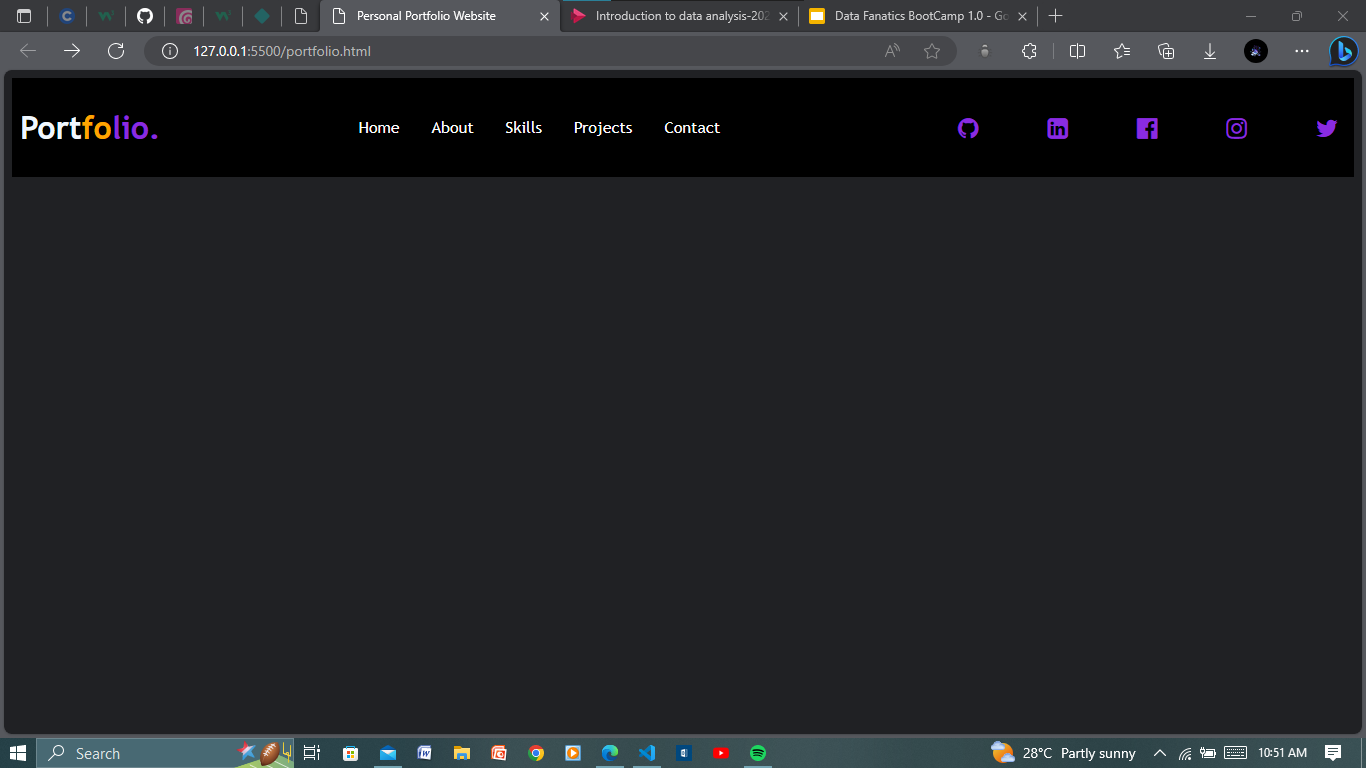 Personal Portfolio Website
Introduction to data analysis-202
Data Fanatics BootCamp 1.0 - Go
127.0.0.1:5500/portfolio.html
Portfolio.
Home
About
Skills
Projects
Contact
Search
28°C Partly sunny
10:51 AM